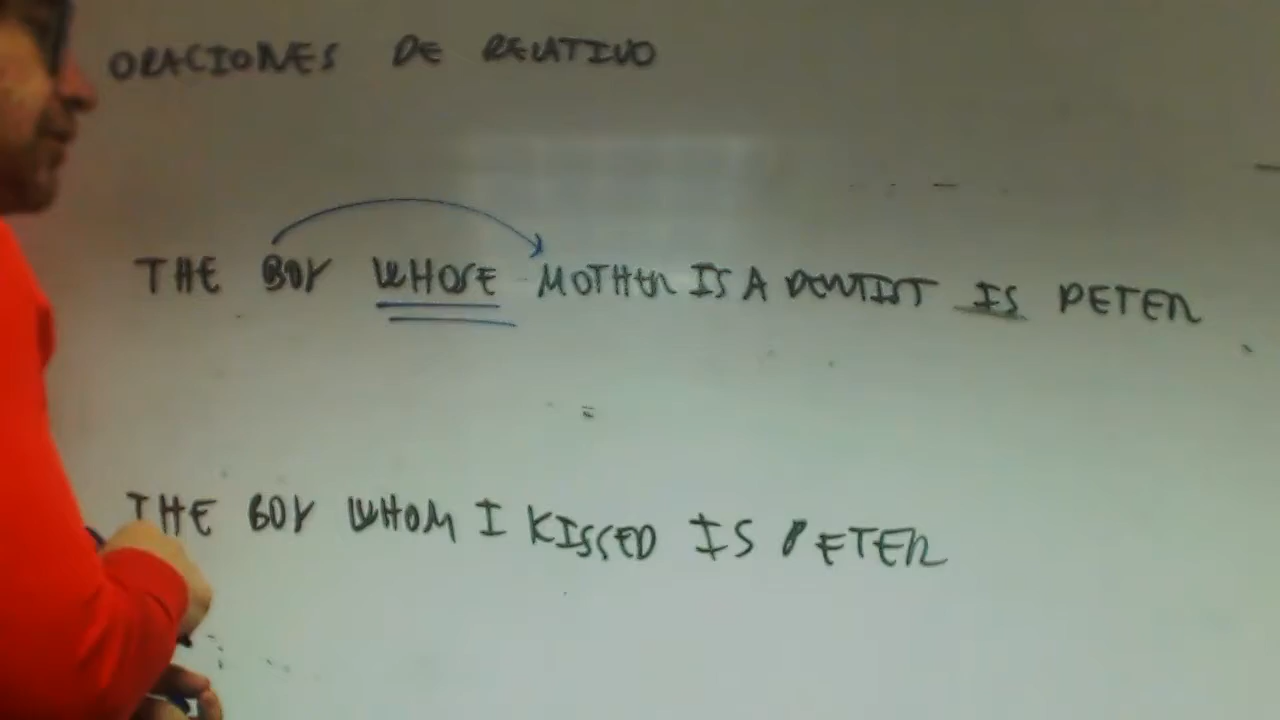 ORACIONES DE RELATIVO
THE BOY WHOSE MOTHER IS A DENTIST IS PETER
THE BOY WHOM I KISSED IS PETER